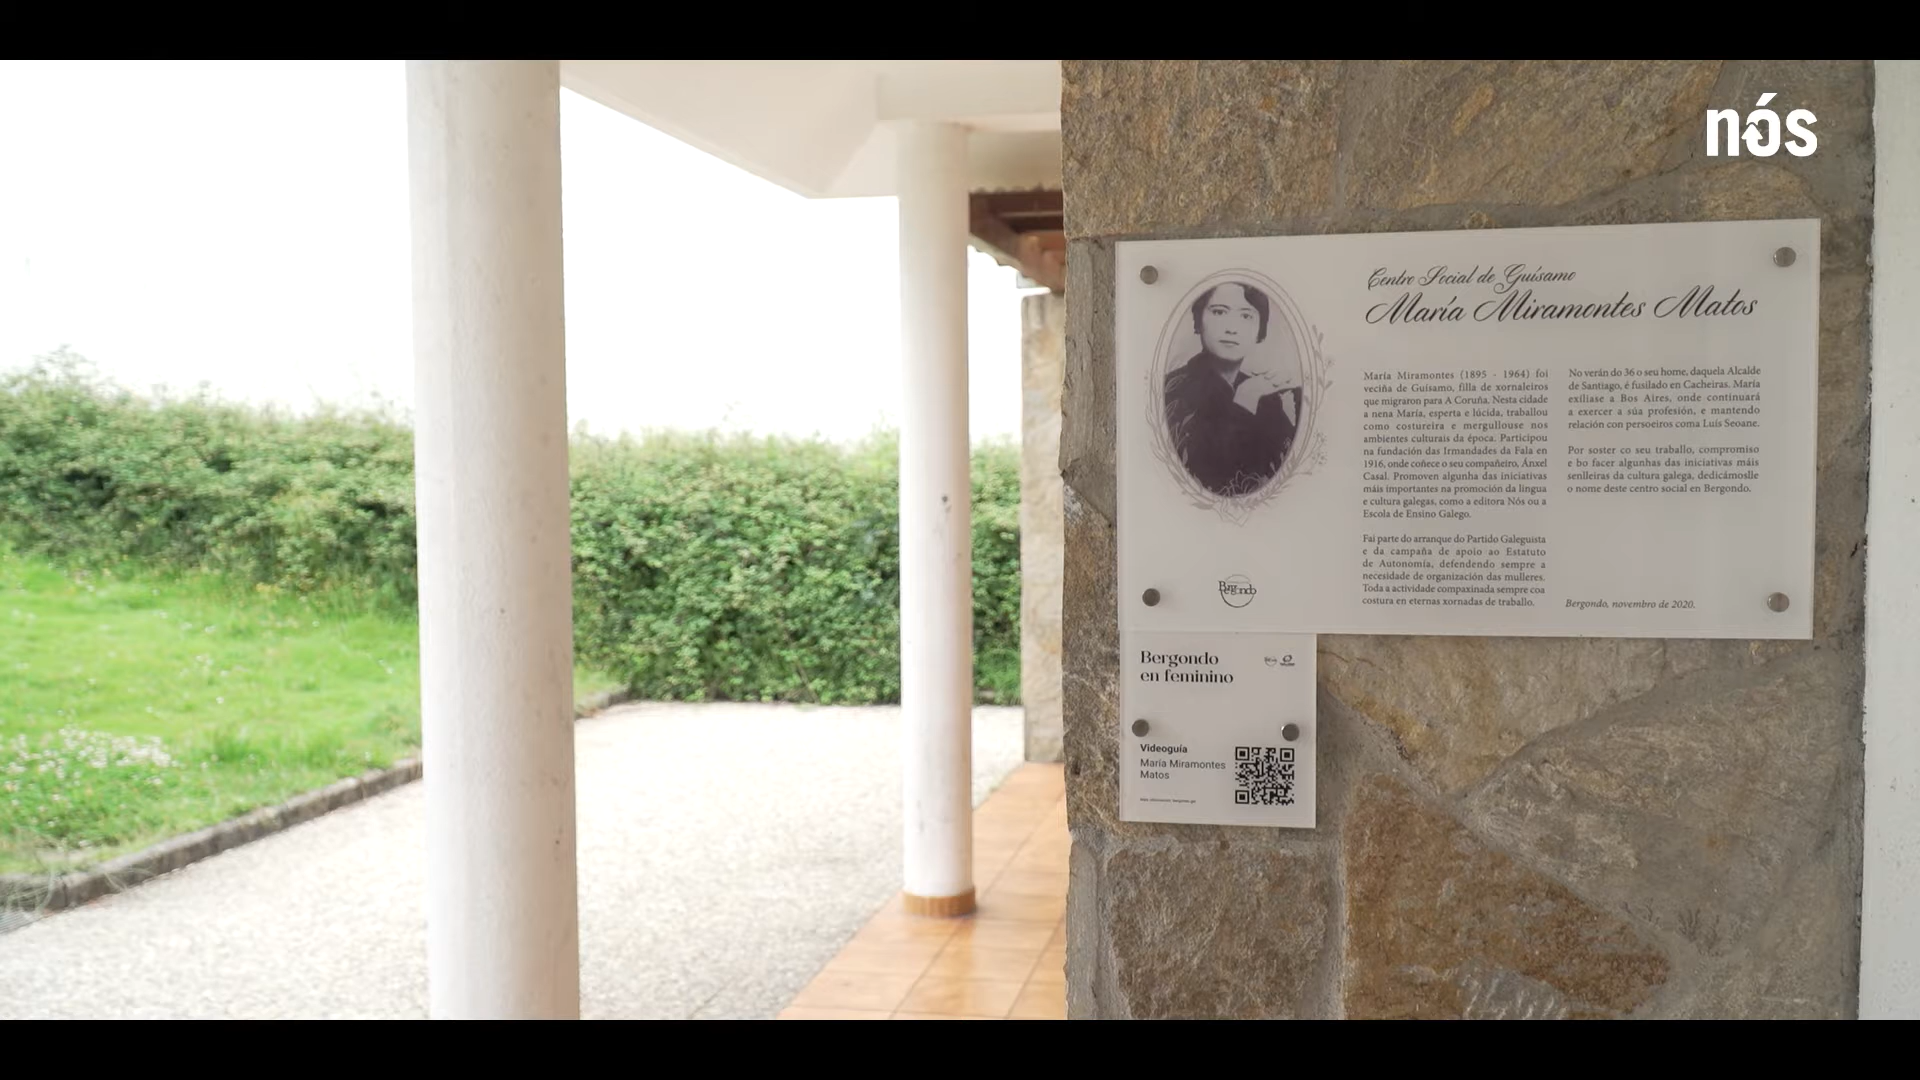 nós
Centro Social de Guísamo
María Miramontes Matos
María Miramontes (1895 - 1964) foi
veciña de Guísamo, filla de xornaleiros
que migraron para A Coruña. Nesta cidade
a nena María, esperta e lúcida, traballou
como costureira e mergullouse nos
ambientes culturais da época. Participou
na fundación das Irmandades da Fala en
1916, onde coñece o seu compañeiro, Ánxel
Casal. Promoven algunha das iniciativas
máis importantes na promoción da lingua
e cultura galegas, como a editora Nós ou a
Escola de Ensino Galego.
Fai parte do arranque do Partido Galeguista
e da campaña de apoio ao Estatuto
de Autonomía, defendendo sempre a
necesidade de organización das mulleres.
Toda a actividade compaxinada sempre coa
costura en eternas xornadas de traballo.
No verán do 36 o seu home, daquela Alcalde
de Santiago, é fusilado en Cacheiras. María
exilíase a Bos Aires, onde continuará
a exercer a súa profesión, e mantendo
relación con persoeiros coma Luís Seoane.
Por soster co seu traballo, compromiso
e bo facer algunhas das iniciativas máis
senlleiras da cultura galega, dedicámoslle
o nome deste centro social en Bergondo.
Bergondo, novembro de 2020.
Bergondo
Bergondo
en feminino
Videoguía
María Miramontes
Matos